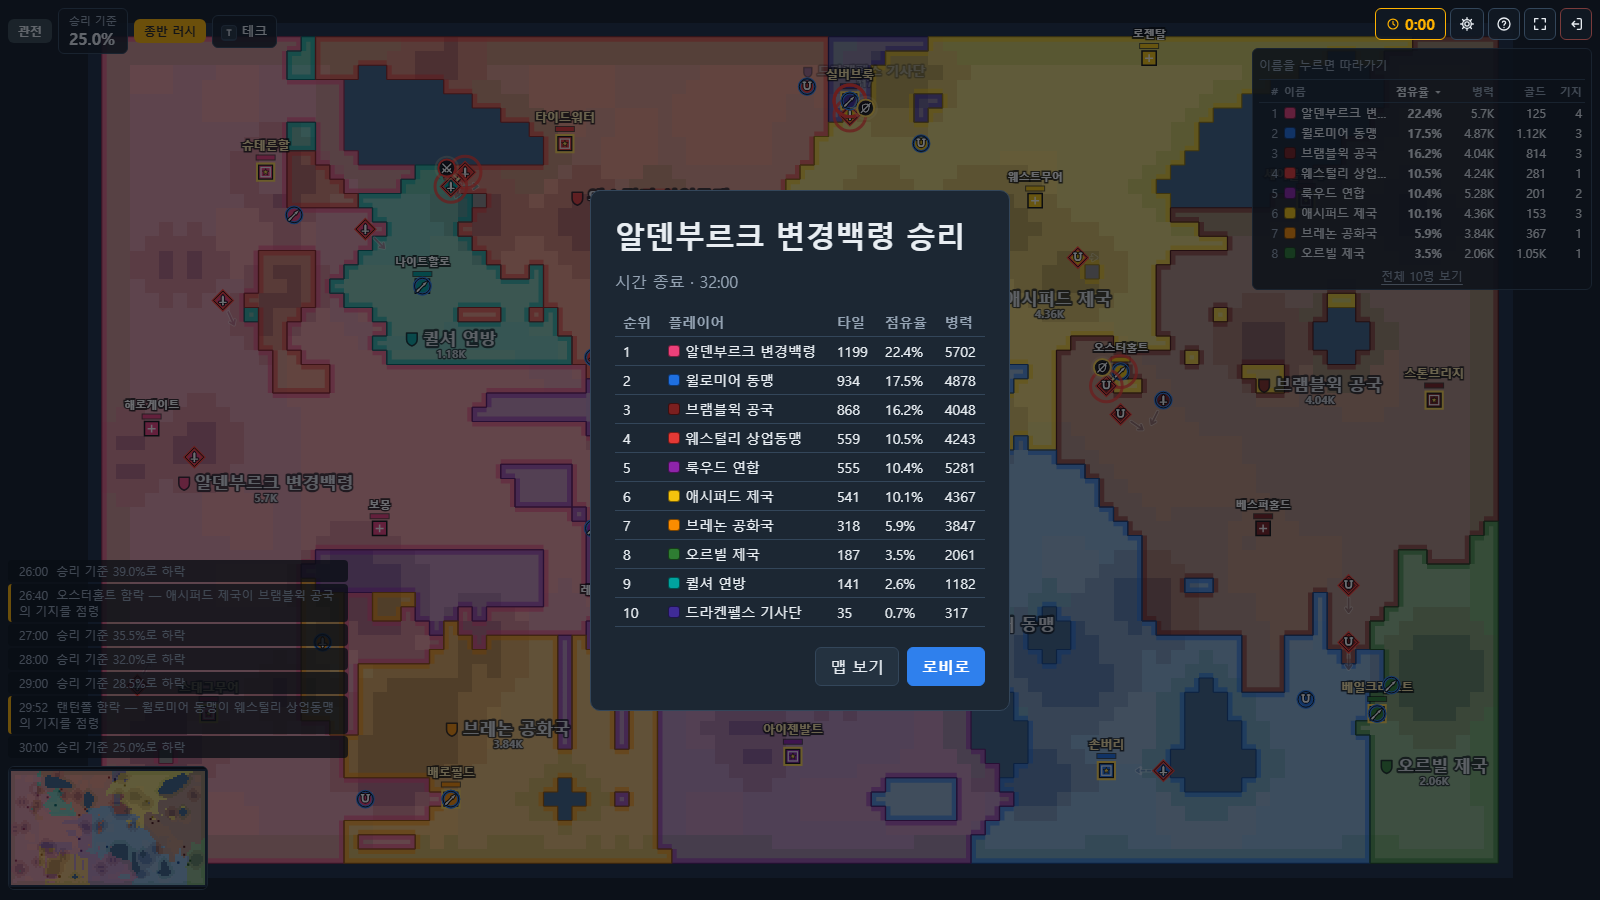 관전
승리 기준
25.0%
종반 러시
T 테크
0:00
이름을 누르면 따라가기
# 이름 점유율 병력 골드 기지
1 알덴부르크 변... 22.4% 5.7K 125 4
2 윌로미어 동맹 17.5% 4.87K 1.12K 3
3 브램블윅 공국 16.2% 4.04K 814 3
4 웨스털리 상업... 10.5% 4.24K 281 1
5 룩우드 연합 10.4% 5.28K 201 2
6 애시퍼드 제국 10.1% 4.36K 153 3
7 브레논 공화국 5.9% 3.84K 367 1
8 오르빌 제국 3.5% 2.06K 1.05K 1
전체 10명 보기
로젠탈
실버브룩
타이드워터
슈테른할
웨스트무어
나이트할로
퀼셔 연방
1.18K
애시퍼드 제국
4.36K
오스터홀트
브램블윅 공국
4.04K
스톤브리지
해로게이트
알덴부르크 변경백령
5.7K
보몽
베스퍼홀드
동맹
브레논 공화국
3.84K
아이젠발트
손버리
베로필드
오르빌 제국
2.06K
알덴부르크 변경백령 승리
시간 종료 · 32:00
순위 플레이어 타일 점유율 병력
1 알덴부르크 변경백령 1199 22.4% 5702
2 윌로미어 동맹 934 17.5% 4878
3 브램블윅 공국 868 16.2% 4048
4 웨스털리 상업동맹 559 10.5% 4243
5 룩우드 연합 555 10.4% 5281
6 애시퍼드 제국 541 10.1% 4367
7 브레논 공화국 318 5.9% 3847
8 오르빌 제국 187 3.5% 2061
9 퀼셔 연방 141 2.6% 1182
10 드라켄펠스 기사단 35 0.7% 317
맵 보기
로비로
26:00 승리 기준 39.0%로 하락
26:40 오스터홀트 함락 — 애시퍼드 제국이 브램블윅 공국
의 기지를 점령
27:00 승리 기준 35.5%로 하락
28:00 승리 기준 32.0%로 하락
29:00 승리 기준 28.5%로 하락
29:52 랜턴폴 함락 — 윌로미어 동맹이 웨스털리 상업동맹
의 기지를 점령
30:00 승리 기준 25.0%로 하락